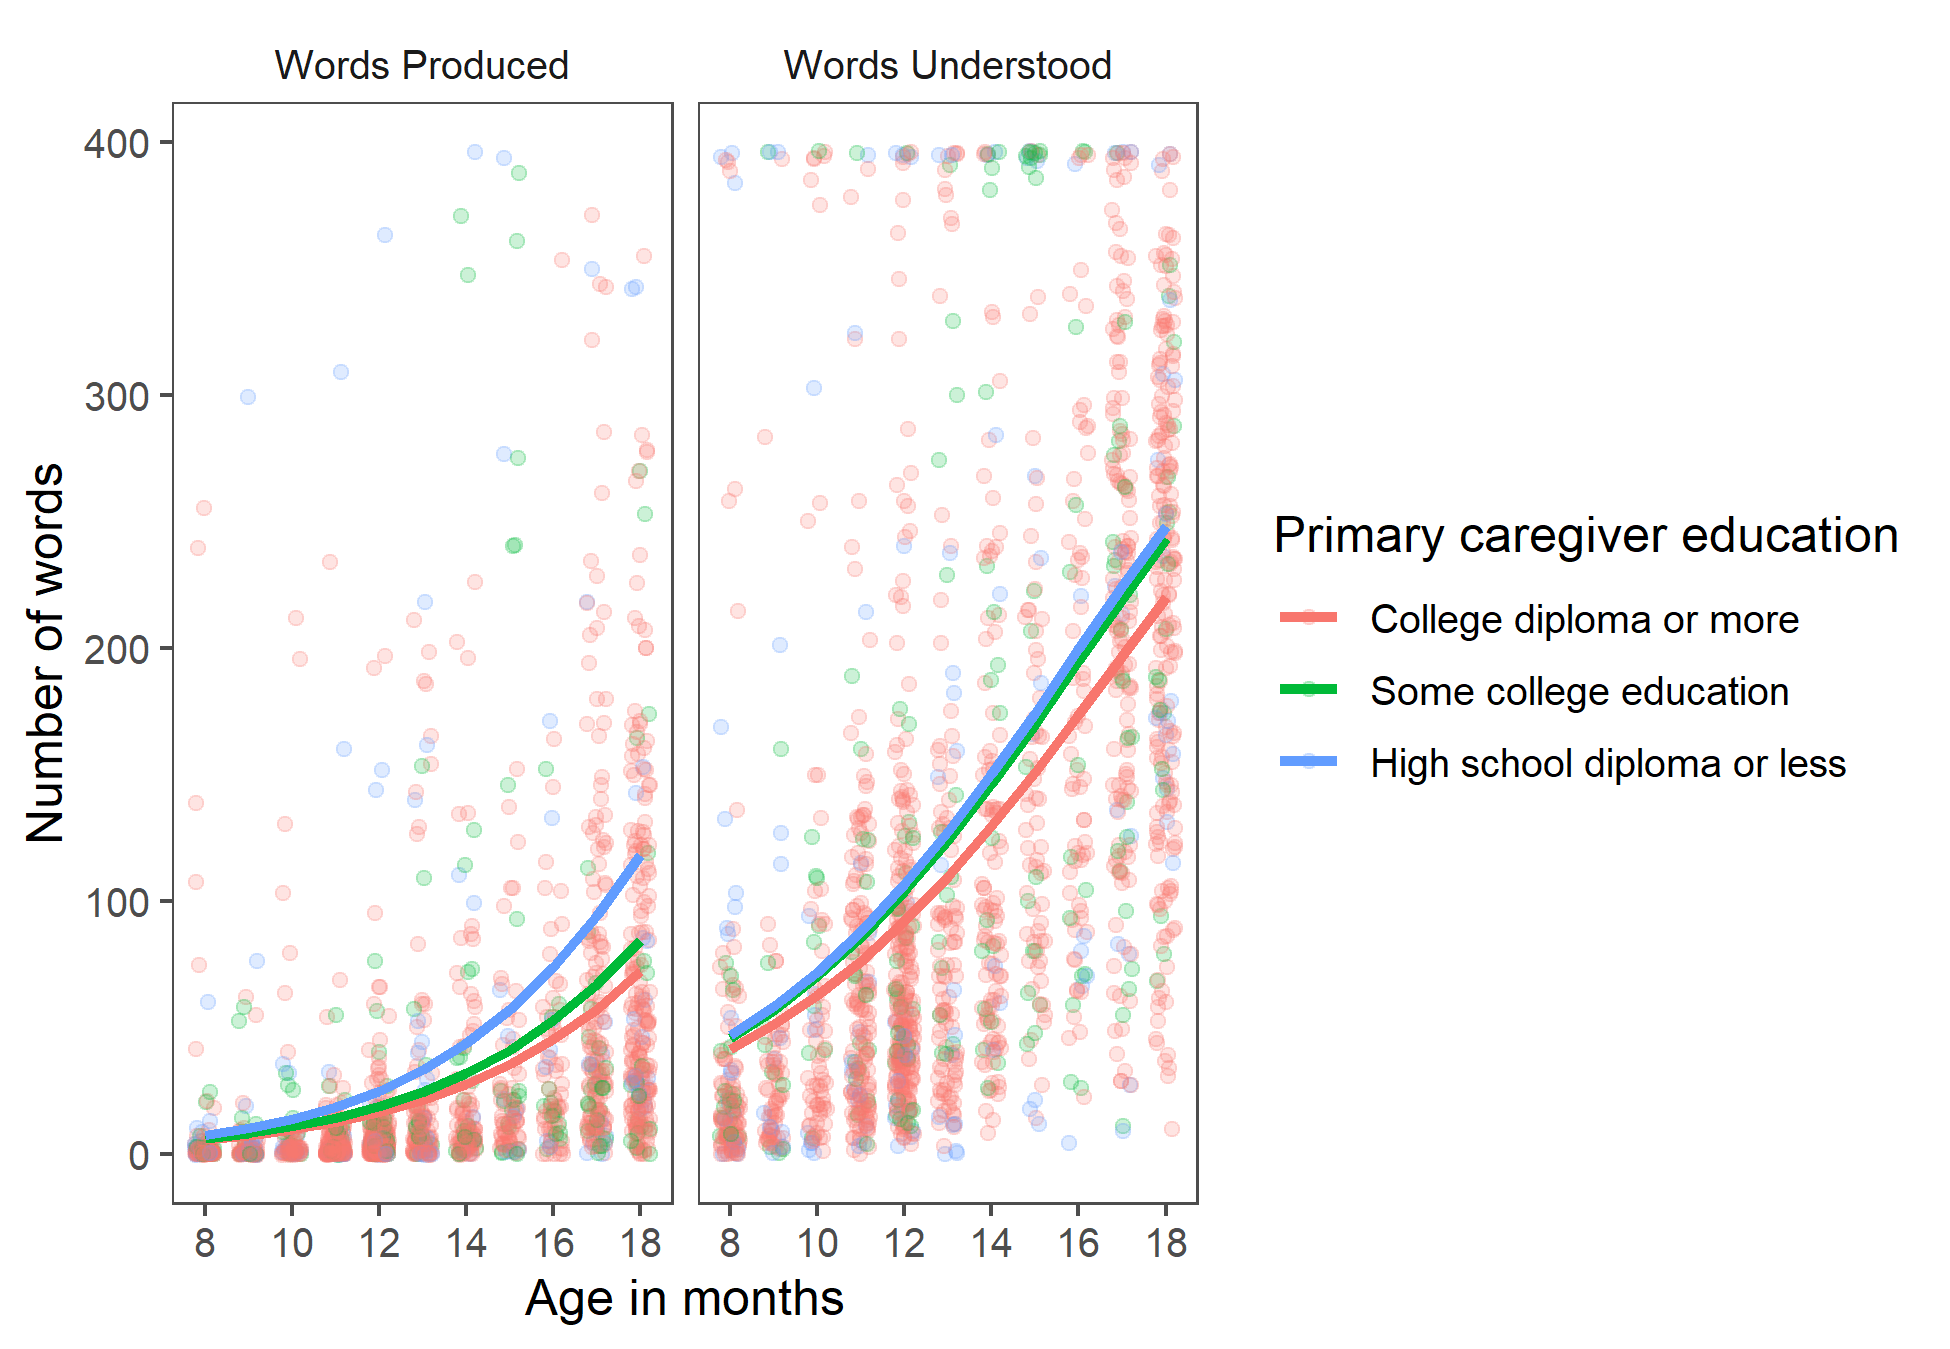 Words Produced
Words Understood
Number of words
400
300
200
100
0
8 10 12 14 16 18
8 10 12 14 16 18
Age in months
Primary caregiver education
College diploma or more
Some college education
High school diploma or less